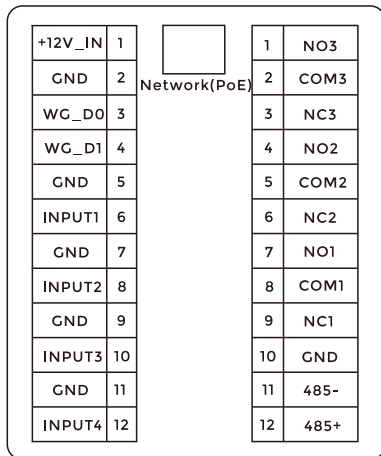 +12V_IN 1
GND 2
WG_D0 3
WG_D1 4
GND 5
INPUT1 6
GND 7
INPUT2 8
GND 9
INPUT3 10
GND 11
INPUT4 12
Network(PoE)
1 NO3
2 COM3
3 NC3
4 NO2
5 COM2
6 NC2
7 NO1
8 COM1
9 NC1
10 GND
11 485-
12 485+